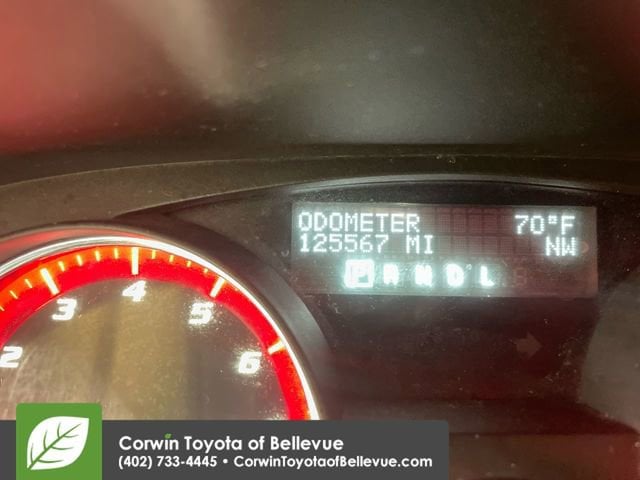 ODOMETER 70°F
125567 MI NW
P R N D L
2 3 4 5 6
Corwin Toyota of Bellevue
(402) 733-4445 • CorwinToyotaofBellevue.com